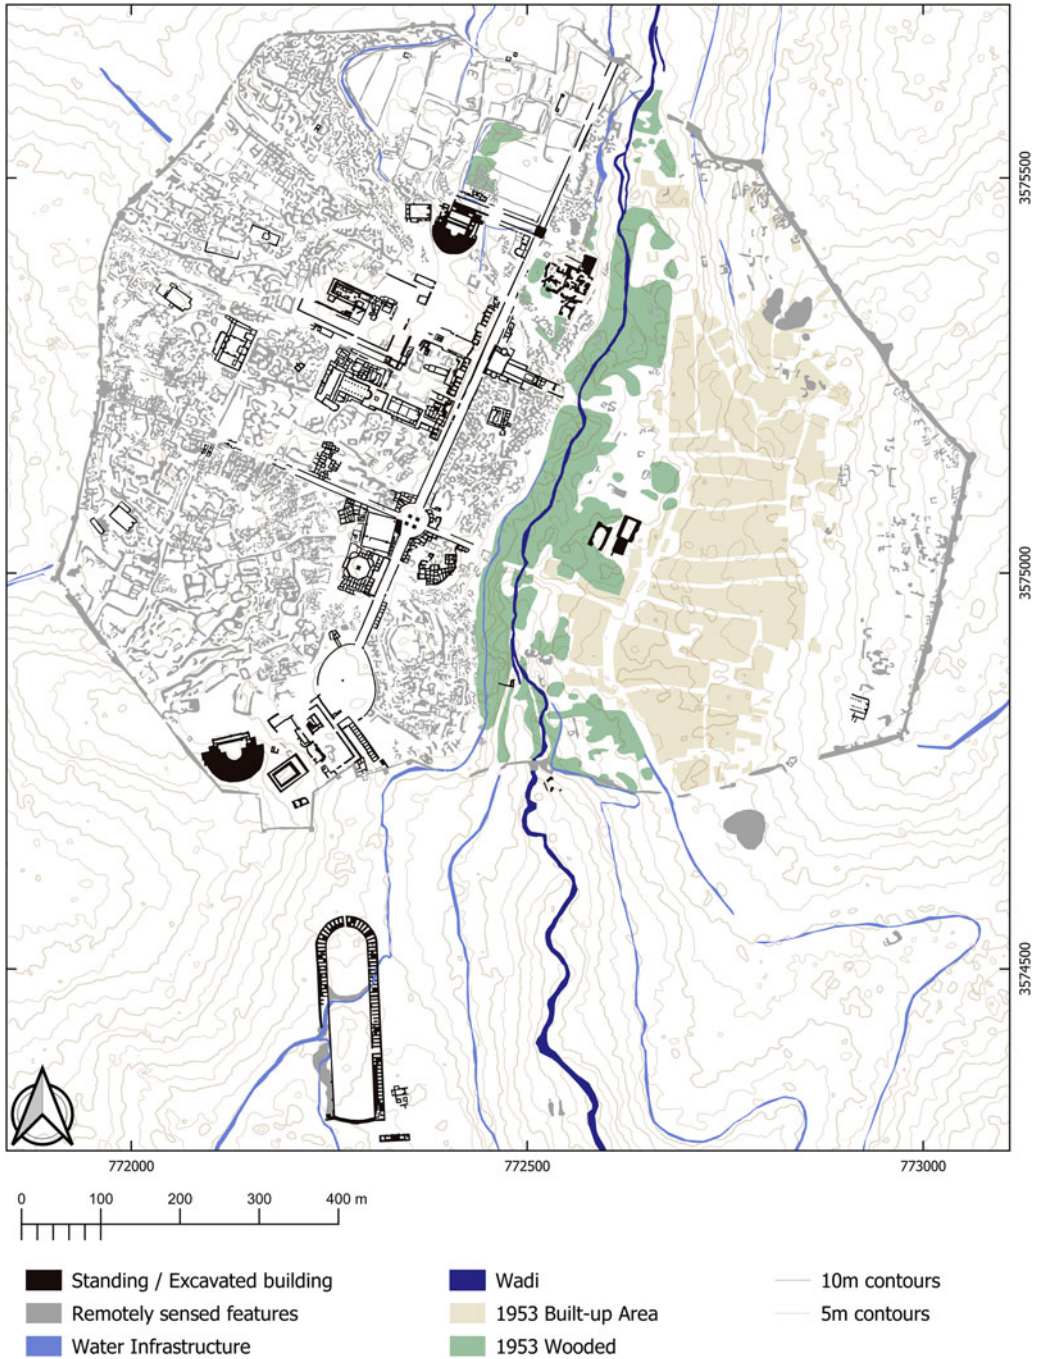 3575500
3575000
3574500
772000
772500
773000
0
100
200
300
400 m
Standing / Excavated building
Remotely sensed features
Water Infrastructure
Wadi
1953 Built-up Area
1953 Wooded
10m contours
5m contours